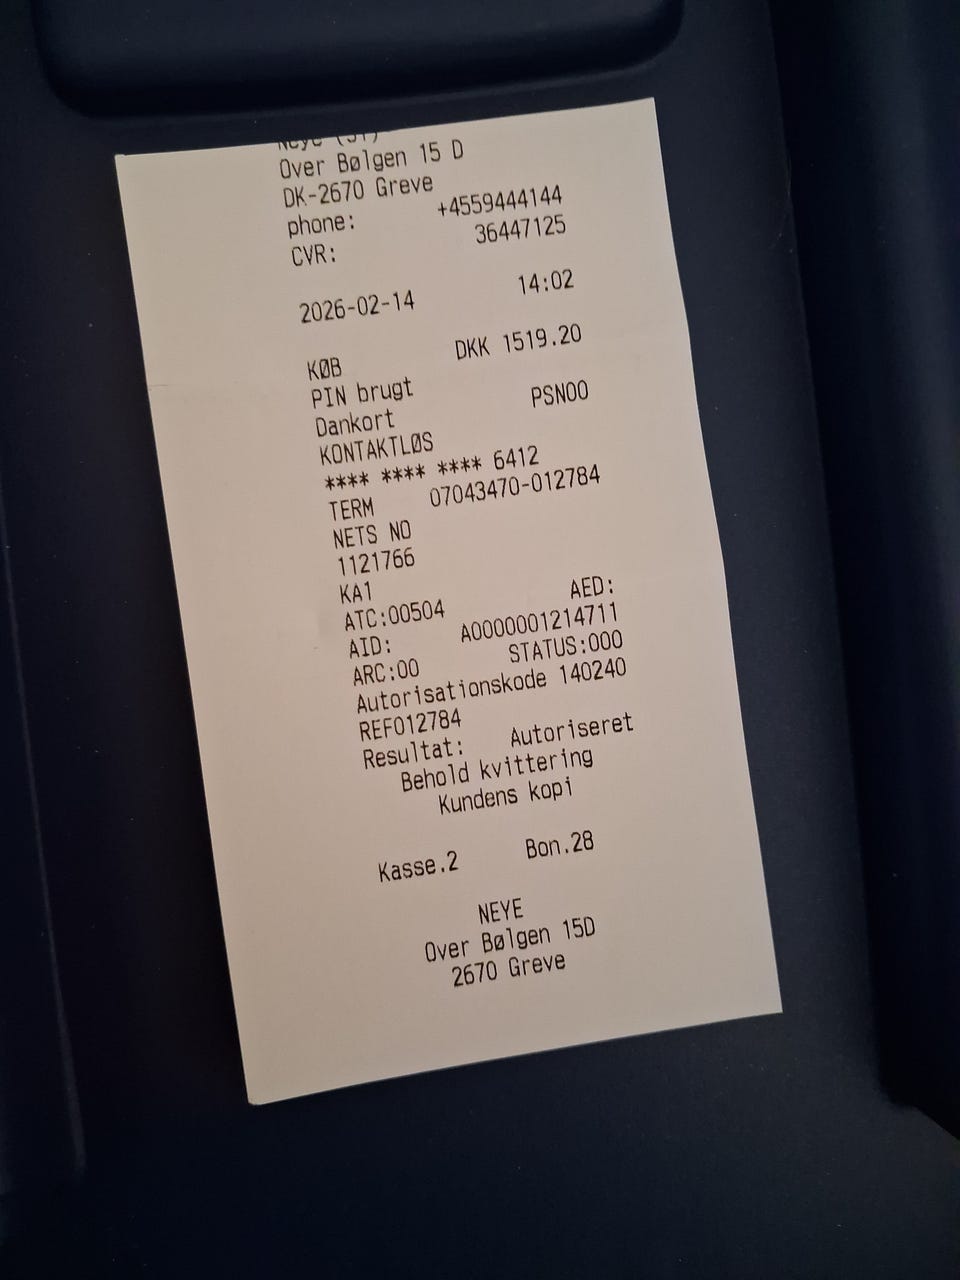 Neye
Over Bølgen 15 D
DK-2670 Greve
phone: +4559444144
CVR: 36447125
2026-02-14 14:02
KØB DKK 1519.20
PIN brugt
Dankort PSN00
KONTAKTLØS
**** **** **** 6412
TERM 07043470-012784
NETS NO
1121766
KA1
ATC:00504 AED:
AID: A0000001214711
ARC:00 STATUS:000
Autorisationskode 140240
REF012784
Resultat: Autoriseret
Behold kvittering
Kundens kopi
Kasse.2 Bon.28
NEYE
Over Bølgen 15D
2670 Greve